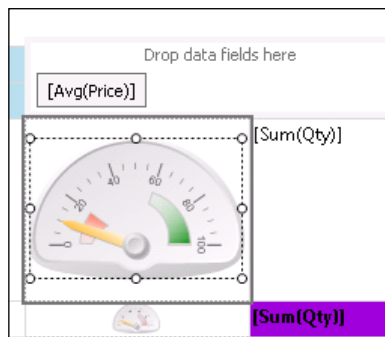 Drop data fields here
[Avg(Price)]
[Sum(Qty)]
0 20 40 60 80 100
[Sum(Qty)]